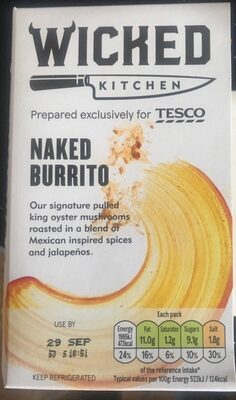 WICKED
KITCHEN
Prepared exclusively for TESCO
NAKED
BURRITO
Our signature pulled
king oyster mushrooms
roasted in a blend of
Mexican inspired spices
and jalapeños.
USE BY
29 SEP
KEEP REFRIGERATED
Each pack
Energy Fat Saturates Sugars Salt
1985kJ 11.0g 1.2g 9.1g 1.8g
472kcal
24% 16% 6% 10% 30%
of the reference intake*
Typical values per 100g: Energy 522kJ / 124kcal